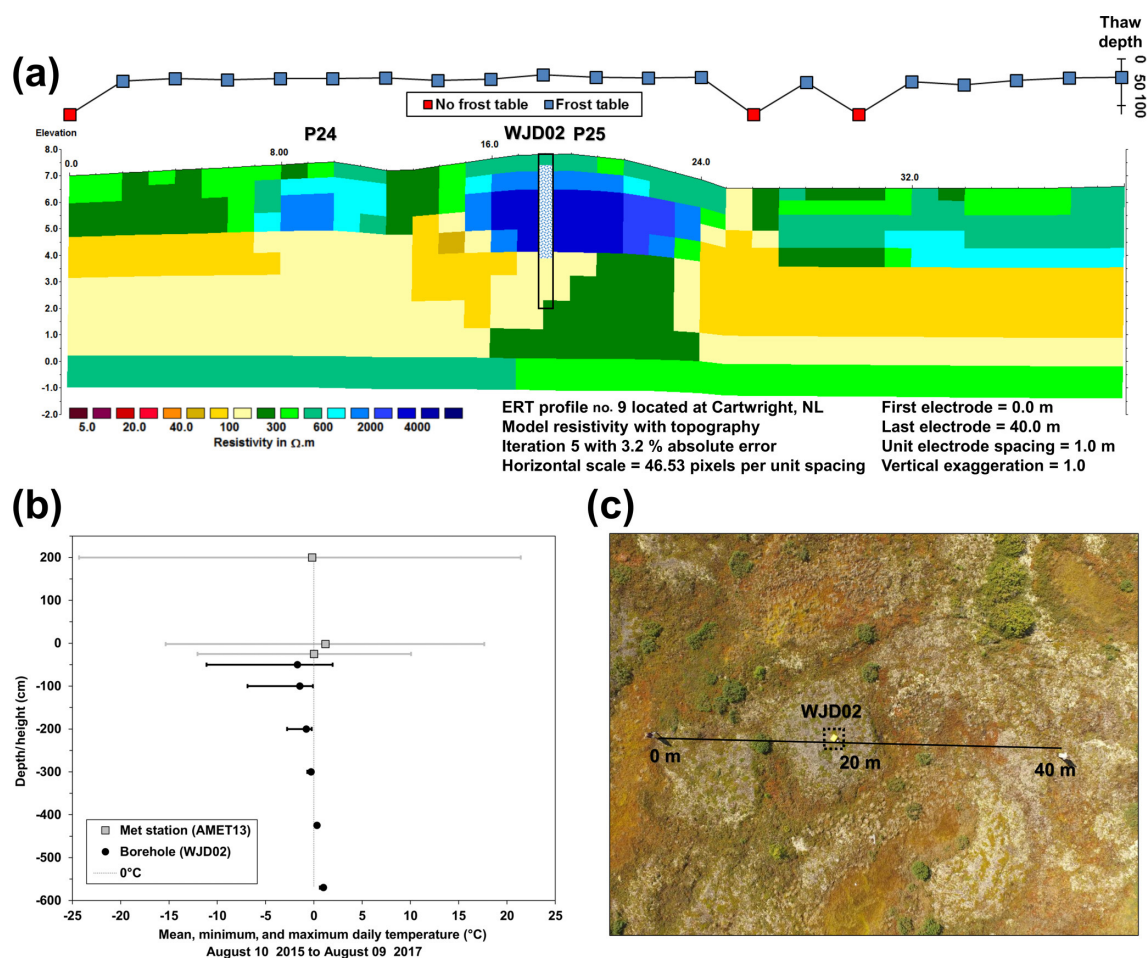 (a)
Thaw
depth
0
50
100
No frost table
Frost table
Elevation
P24
WJD02
P25
8.0
7.0
6.0
5.0
4.0
3.0
2.0
1.0
0.0
-1.0
-2.0
0.0
8.00
16.0
24.0
32.0
5.0 20.0 40.0 100 300 600 2000 4000
Resistivity in Ω.m
ERT profile no. 9 located at Cartwright, NL
Model resistivity with topography
Iteration 5 with 3.2 % absolute error
Horizontal scale = 46.53 pixels per unit spacing
First electrode = 0.0 m
Last electrode = 40.0 m
Unit electrode spacing = 1.0 m
Vertical exaggeration = 1.0
(b)
Depth/height (cm)
200
100
0
-100
-200
-300
-400
-500
-600
Met station (AMET13)
Borehole (WJD02)
0°C
-25 -20 -15 -10 -5 0 5 10 15 20 25
Mean, minimum, and maximum daily temperature (°C)
August 10 2015 to August 09 2017
(c)
WJD02
0 m
20 m
40 m